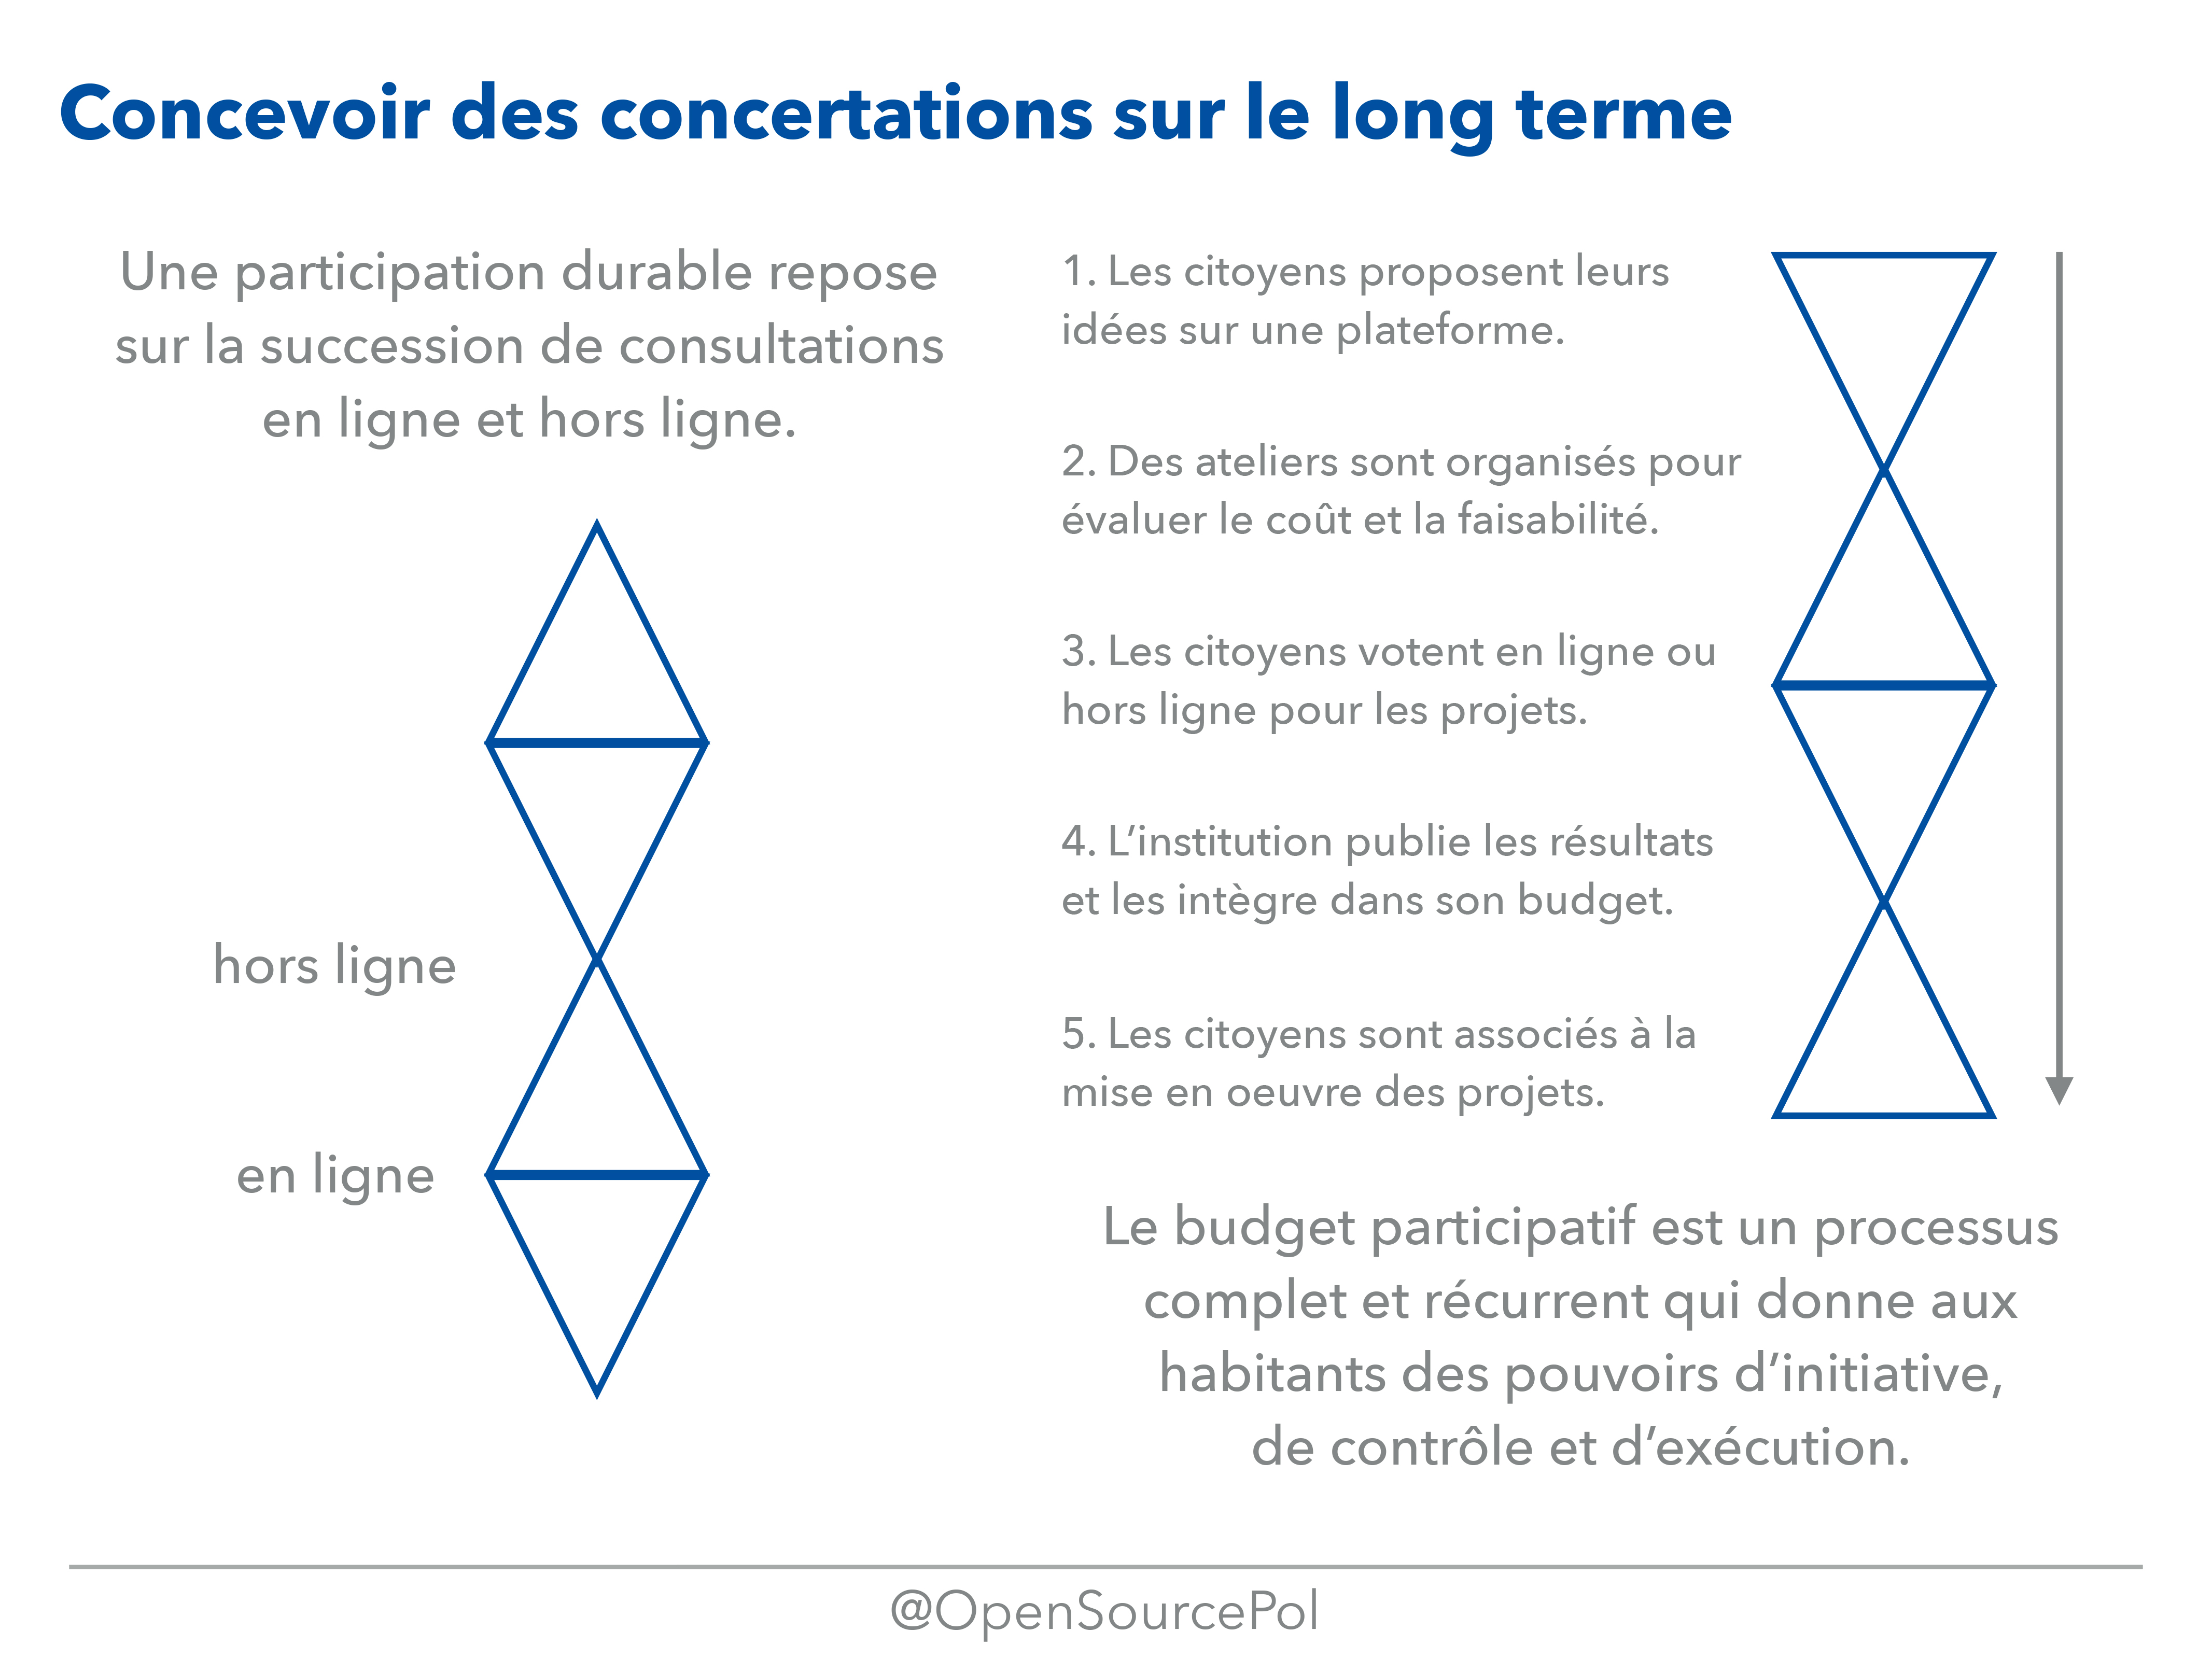 Concevoir des concertations sur le long terme
Une participation durable repose
sur la succession de consultations
en ligne et hors ligne.
hors ligne
en ligne
1. Les citoyens proposent leurs
idées sur une plateforme.
2. Des ateliers sont organisés pour
évaluer le coût et la faisabilité.
3. Les citoyens votent en ligne ou
hors ligne pour les projets.
4. L’institution publie les résultats
et les intègre dans son budget.
5. Les citoyens sont associés à la
mise en oeuvre des projets.
Le budget participatif est un processus
complet et récurrent qui donne aux
habitants des pouvoirs d’initiative,
de contrôle et d’exécution.
@OpenSourcePol